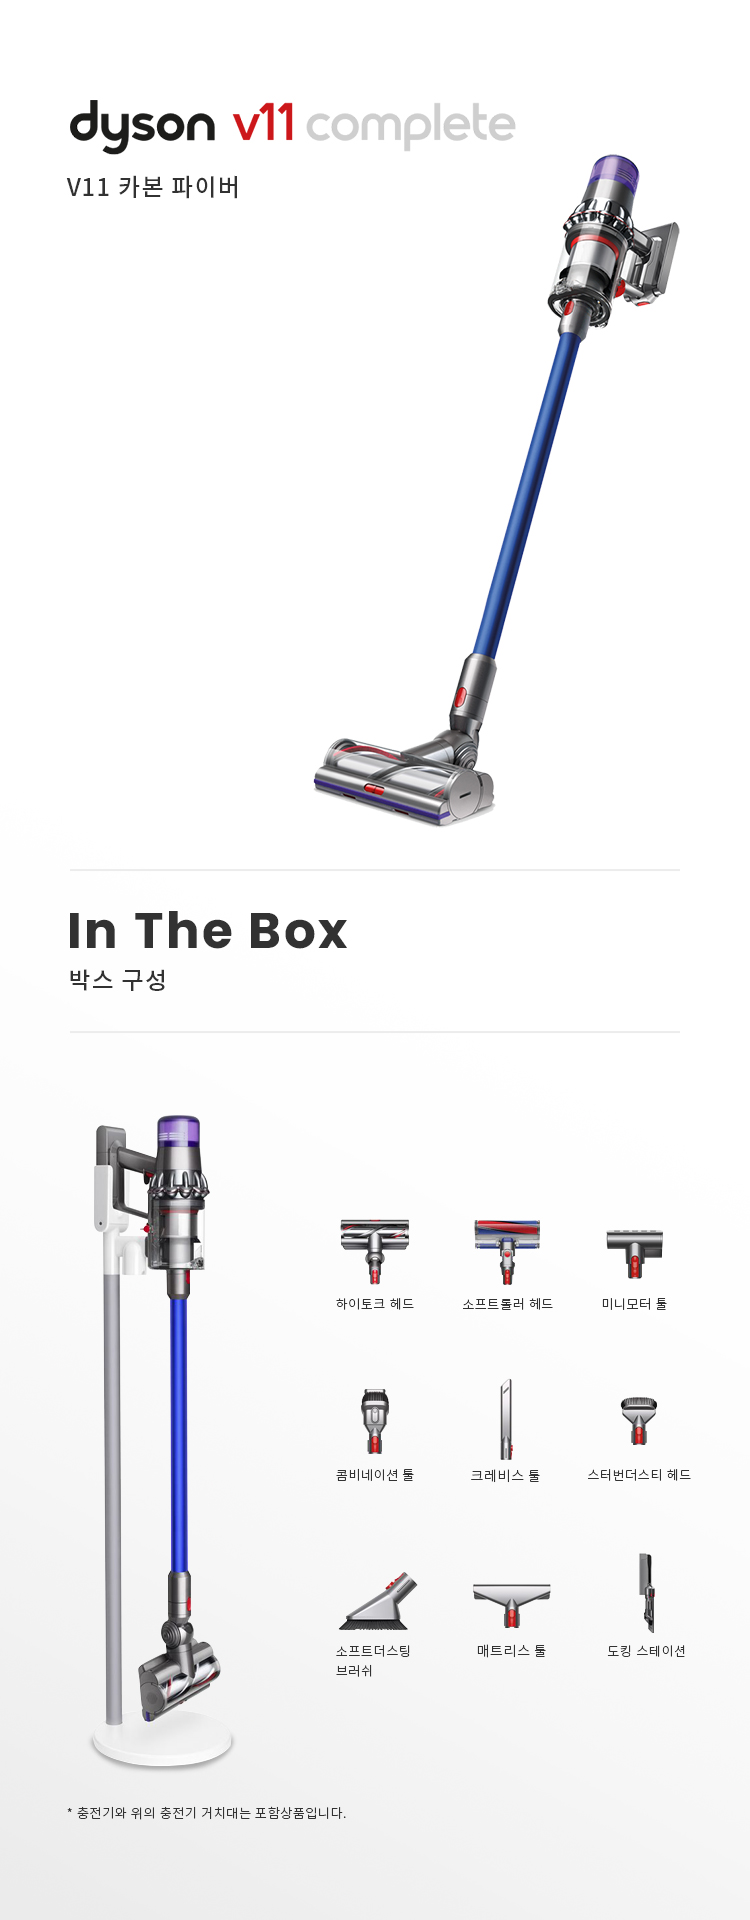 dyson v11 complete
V11 카본 파이버
In The Box
박스 구성
하이토크 헤드
소프트롤러 헤드
미니모터 툴
콤비네이션 툴
크레비스 툴
스터번더스티 헤드
소프트더스팅
브러쉬
매트리스 툴
도킹 스테이션
* 충전기와 위의 충전기 거치대는 포함상품입니다.